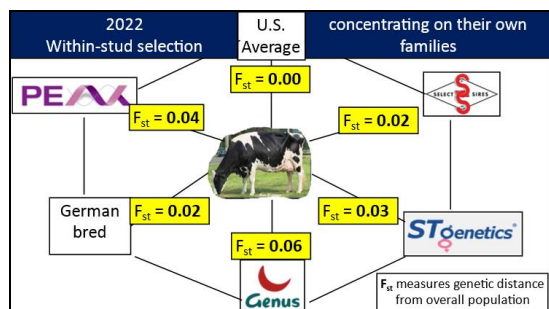 2022
Within-stud selection
U.S.
Average
concentrating on their own
families
PEAK
Fst = 0.00
SELECT SIRES
Fst = 0.04
Fst = 0.02
German
bred
Fst = 0.02
Fst = 0.03
STgenetics®
Fst = 0.06
Genus
Fst measures genetic distance
from overall population